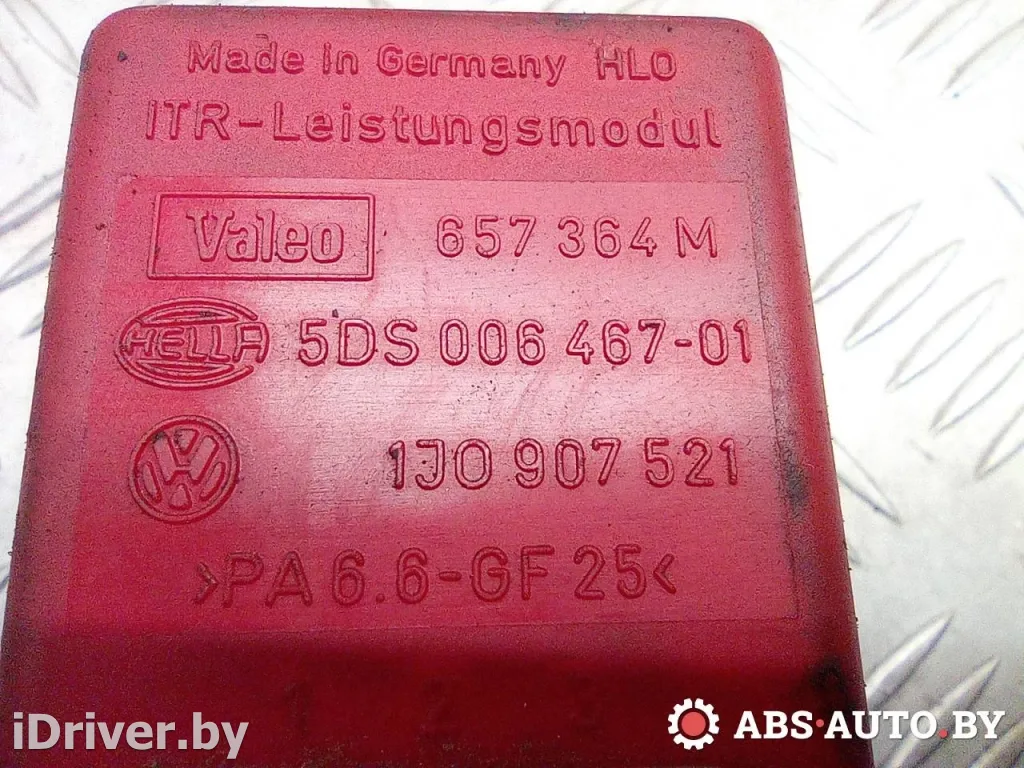 Made in Germany HLO
ITR-Leistungsmodul
Valeo 657 364 M
HELLA 5DS 006 467-01
VW 1J0 907 521
>PA 6.6-GF 25<
iDriver.by
ABS-AUTO.BY